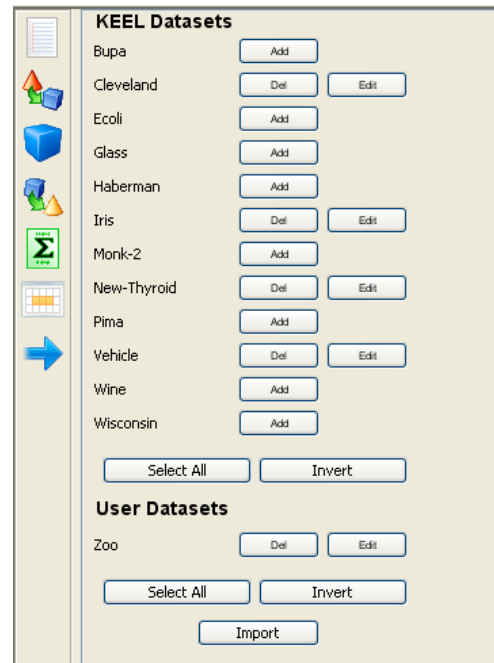 KEEL Datasets
Bupa Add
Cleveland Del Edit
Ecoli Add
Glass Add
Haberman Add
Iris Del Edit
Monk-2 Add
New-Thyroid Del Edit
Pima Add
Vehicle Del Edit
Wine Add
Wisconsin Add
Select All Invert
User Datasets
Zoo Del Edit
Select All Invert
Import
Σ